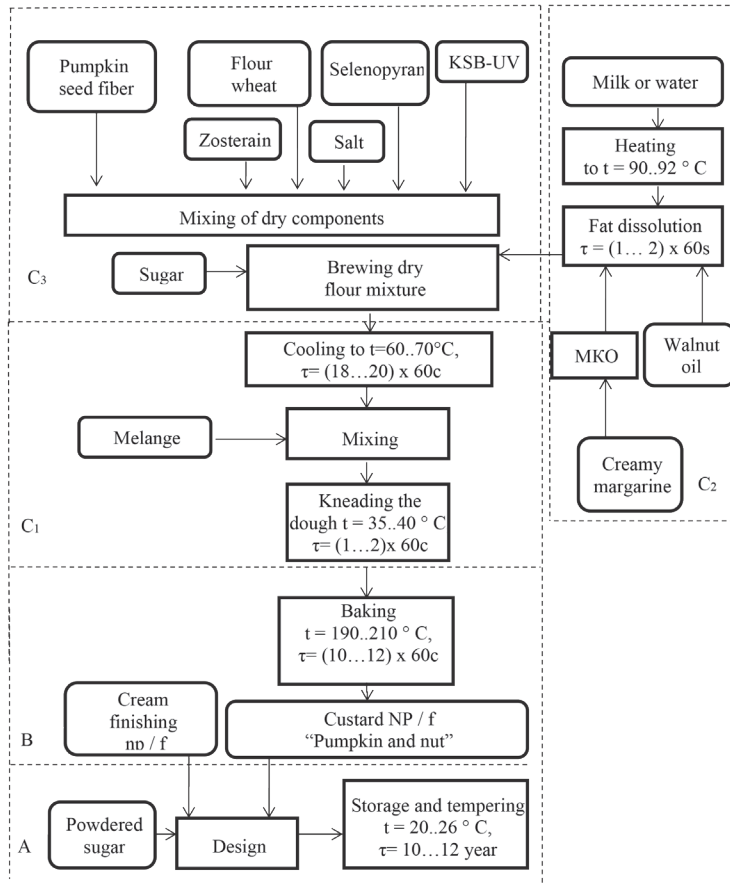 Pumpkin
seed fiber
Flour
wheat
Selenopyran
KSB-UV
Zosterain
Salt
Mixing of dry components
Sugar
Brewing dry
flour mixture
C3
Milk or water
Heating
to t = 90..92 ° C
Fat dissolution
τ = (1… 2) x 60s
MKO
Walnut
oil
Creamy
margarine
C2
Cooling to t=60..70°C,
τ= (18…20) x 60c
Melange
Mixing
Kneading the
dough t = 35..40 ° C
τ= (1…2)x 60c
C1
Baking
t = 190..210 ° C,
τ= (10…12) x 60c
Cream
finishing
np / f
Custard NP / f
“Pumpkin and nut”
B
Powdered
sugar
Design
Storage and tempering
t = 20..26 ° C,
τ= 10…12 year
A